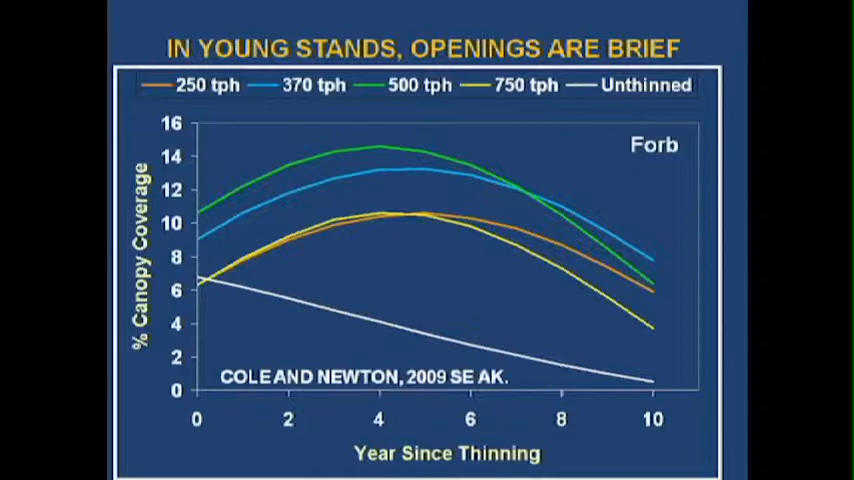 IN YOUNG STANDS, OPENINGS ARE BRIEF
250 tph 370 tph 500 tph 750 tph Unthinned
Forb
% Canopy Coverage
16
14
12
10
8
6
4
2
0
COLE AND NEWTON, 2009 SE AK.
0 2 4 6 8 10
Year Since Thinning